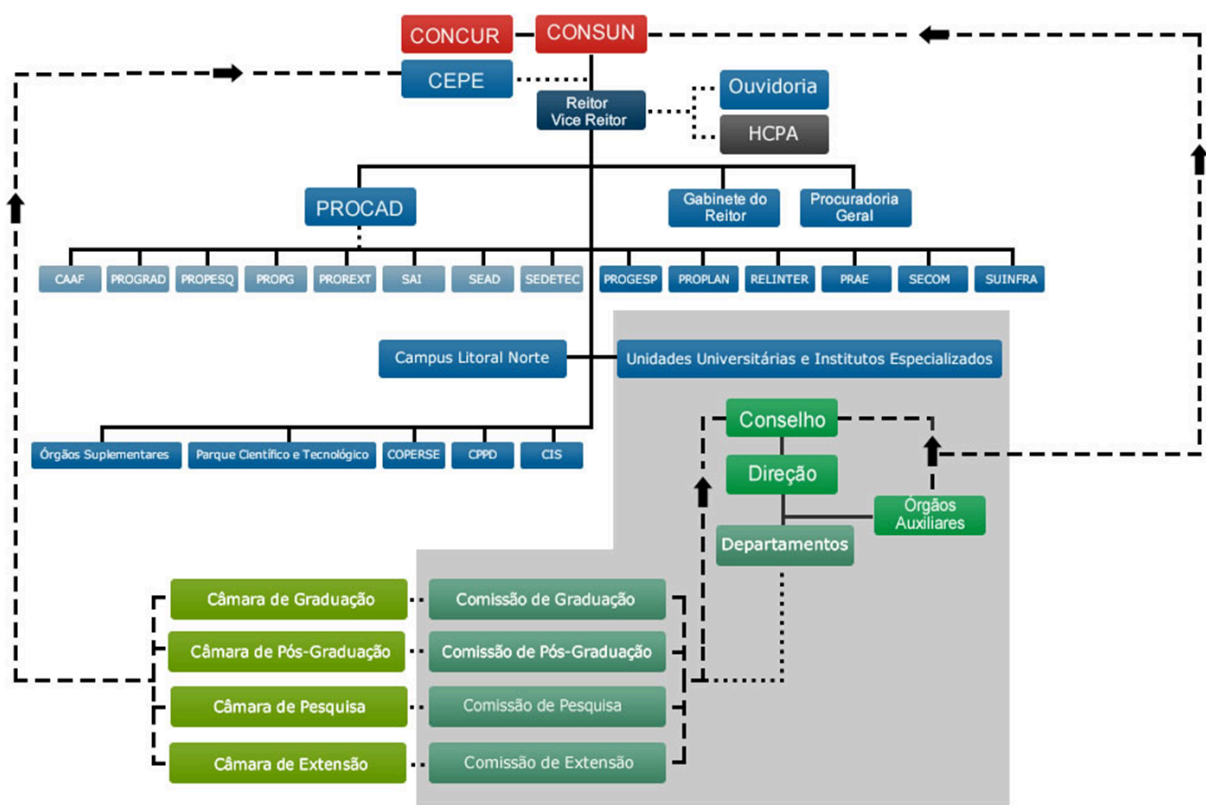 CONCUR
CONSUN
CEPE
Reitor
Vice Reitor
Ouvidoria
HCPA
PROCAD
Gabinete do
Reitor
Procuradoria
Geral
CAAF
PROGRAD
PROPESQ
PROPG
PROREXT
SAI
SEAD
SEDETEC
PROGESP
PROPLAN
RELINTER
PRAE
SECOM
SUINFRA
Campus Litoral Norte
Unidades Universitárias e Institutos Especializados
Órgãos Suplementares
Parque Científico e Tecnológico
COPERSE
CPPD
CIS
Conselho
Direção
Órgãos
Auxiliares
Departamentos
Câmara de Graduação
Comissão de Graduação
Câmara de Pós-Graduação
Comissão de Pós-Graduação
Câmara de Pesquisa
Comissão de Pesquisa
Câmara de Extensão
Comissão de Extensão